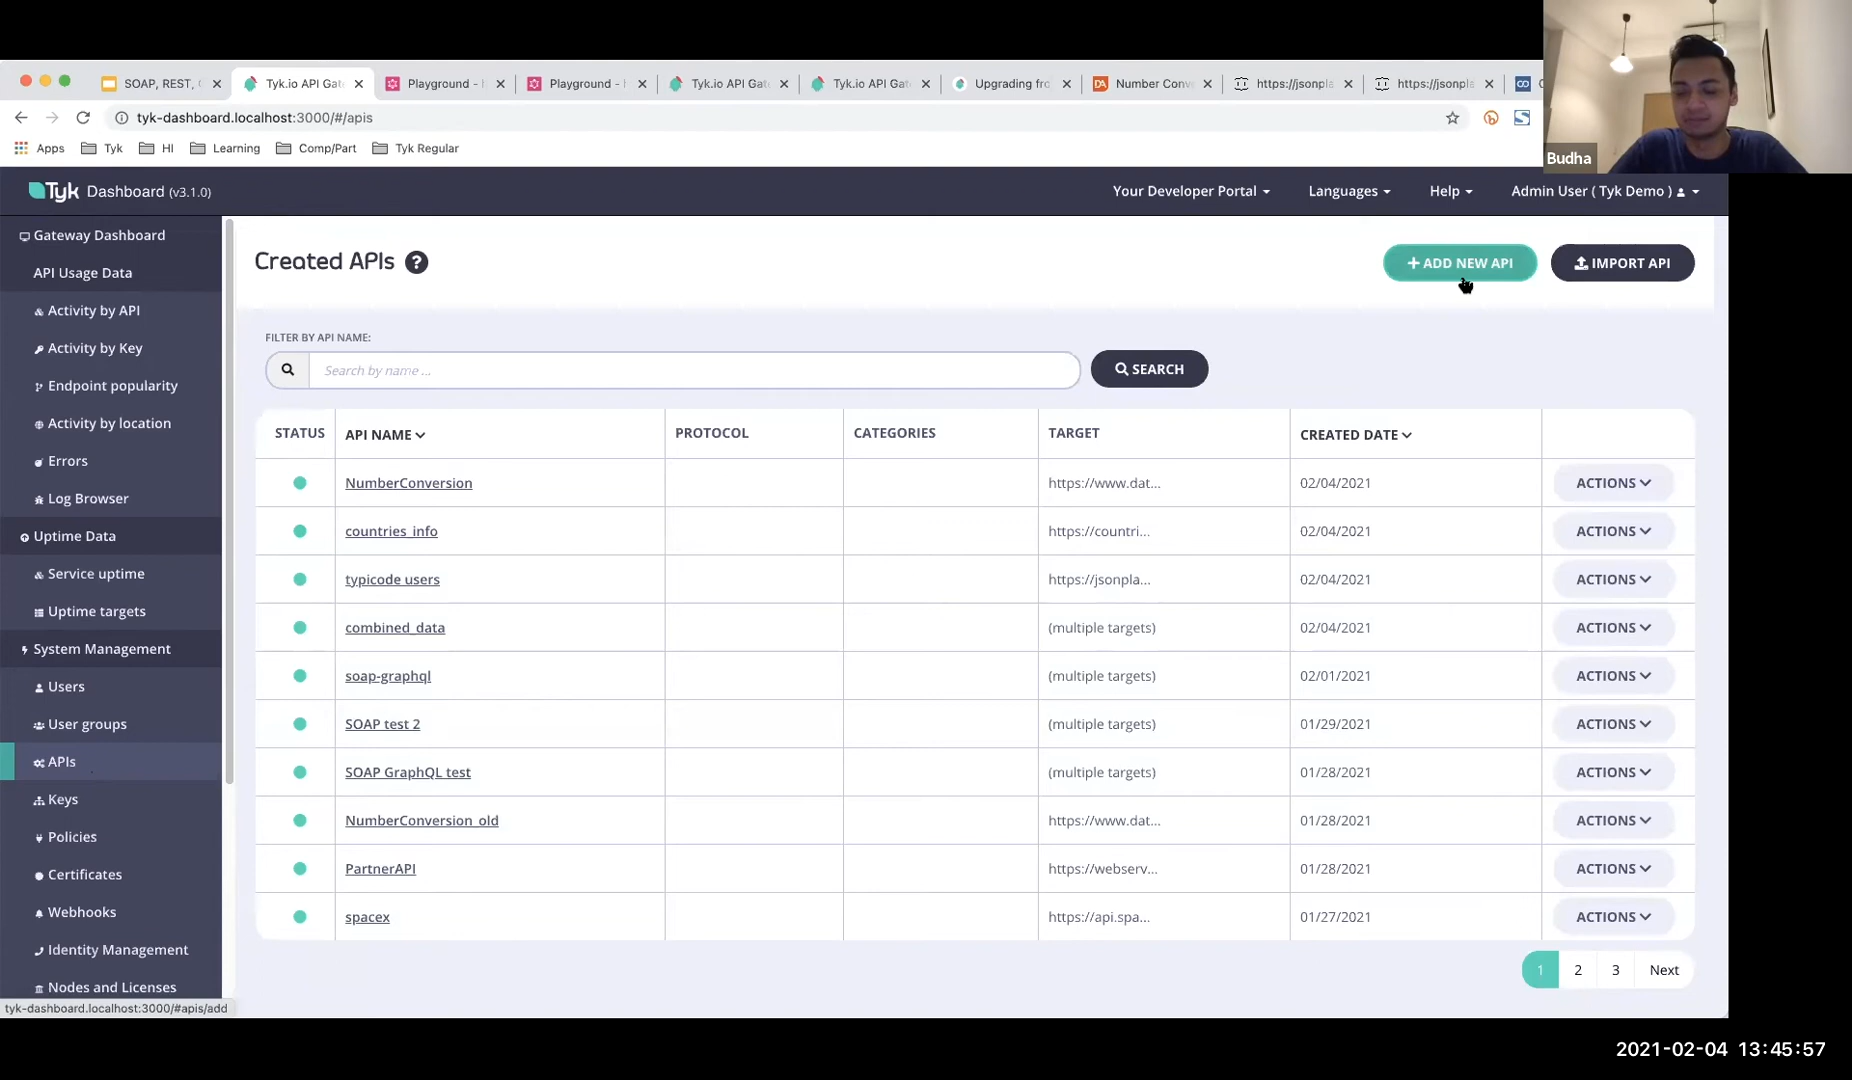 SOAP, REST,
Tyk.io API Gat
Playground -
Playground -
Tyk.io API Gat
Tyk.io API Gat
Upgrading fro
Number Conv
https://jsonpla
https://jsonpla
tyk-dashboard.localhost:3000/#/apis
Apps
Tyk
HI
Learning
Comp/Part
Tyk Regular
Budha
Tyk Dashboard (v3.1.0)
Your Developer Portal
Languages
Help
Admin User ( Tyk Demo )
Gateway Dashboard
API Usage Data
Activity by API
Activity by Key
Endpoint popularity
Activity by location
Errors
Log Browser
Uptime Data
Service uptime
Uptime targets
System Management
Users
User groups
APIs
Keys
Policies
Certificates
Webhooks
Identity Management
Nodes and Licenses
tyk-dashboard.localhost:3000/#apis/add
Created APIs ?
+ ADD NEW API
IMPORT API
FILTER BY API NAME:
Search by name ...
SEARCH
STATUS API NAME PROTOCOL CATEGORIES TARGET CREATED DATE
NumberConversion https://www.dat... 02/04/2021 ACTIONS
countries_info https://countri... 02/04/2021 ACTIONS
typicode users https://jsonpla... 02/04/2021 ACTIONS
combined_data (multiple targets) 02/04/2021 ACTIONS
soap-graphql (multiple targets) 02/01/2021 ACTIONS
SOAP test 2 (multiple targets) 01/29/2021 ACTIONS
SOAP GraphQL test (multiple targets) 01/28/2021 ACTIONS
NumberConversion_old https://www.dat... 01/28/2021 ACTIONS
PartnerAPI https://webserv... 01/28/2021 ACTIONS
spacex https://api.spa... 01/27/2021 ACTIONS
1 2 3 Next
2021-02-04 13:45:57